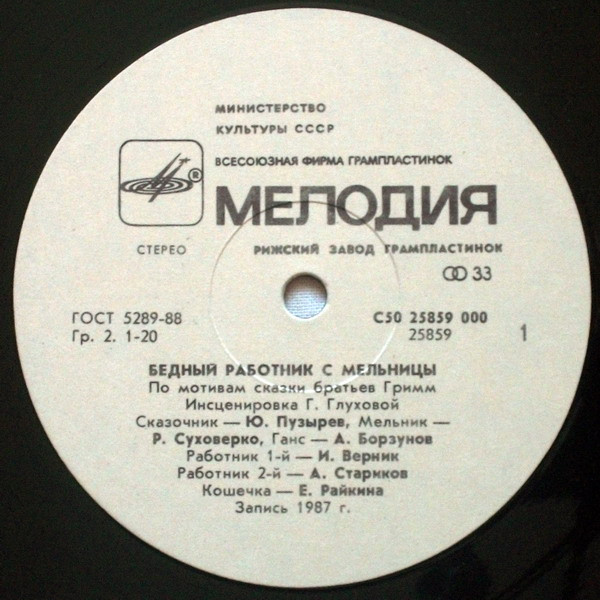 МИНИСТЕРСТВО
КУЛЬТУРЫ СССР
ВСЕСОЮЗНАЯ ФИРМА ГРАМПЛАСТИНОК
®
МЕЛОДИЯ
СТЕРЕО
РИЖСКИЙ ЗАВОД ГРАМПЛАСТИНОК
33
ГОСТ 5289-88
Гр. 2. 1-20
С50 25859 000
25859
1
БЕДНЫЙ РАБОТНИК С МЕЛЬНИЦЫ
По мотивам сказки братьев Гримм
Инсценировка Г. Глуховой
Сказочник — Ю. Пузырев, Мельник —
Р. Суховерко, Ганс — А. Борзунов
Работник 1-й — И. Верник
Работник 2-й — А. Стариков
Кошечка — Е. Райкина
Запись 1987 г.